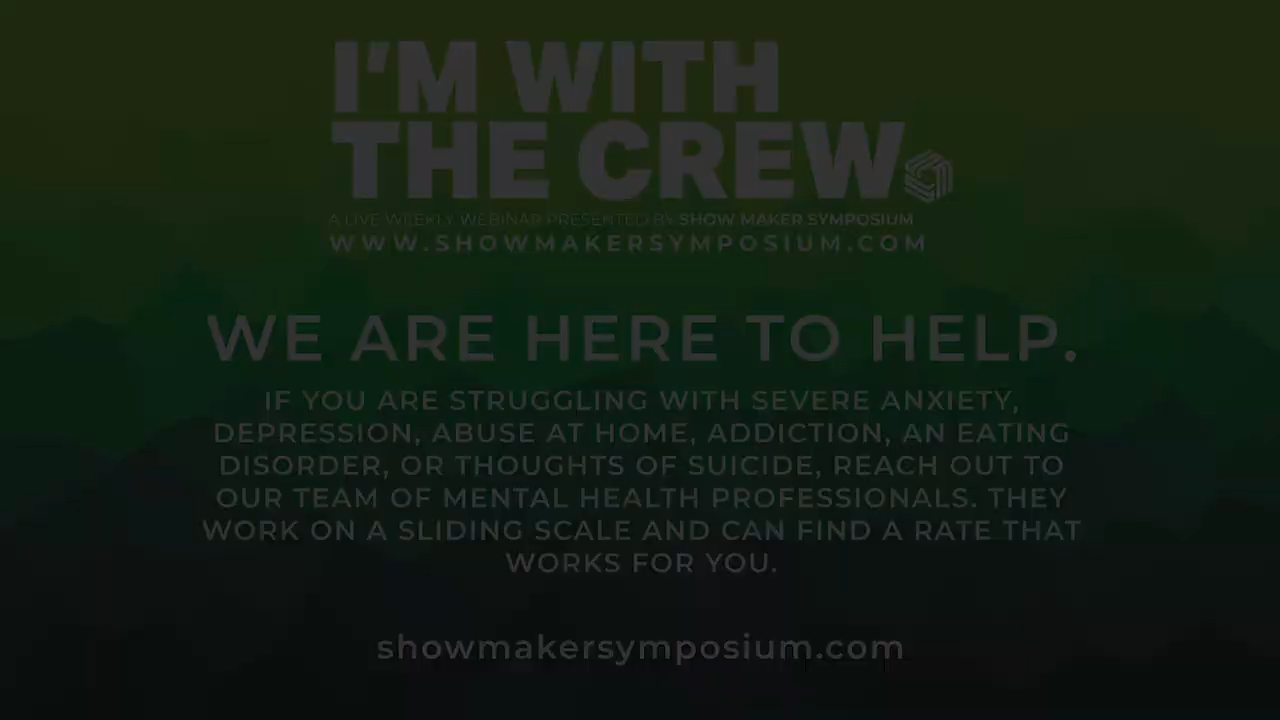 I'M WITH
THE CREW.
A LIVE WEEKLY WEBINAR PRESENTED BY SHOW MAKER SYMPOSIUM
WWW.SHOWMAKERSYMPOSIUM.COM
WE ARE HERE TO HELP.
IF YOU ARE STRUGGLING WITH SEVERE ANXIETY,
DEPRESSION, ABUSE AT HOME, ADDICTION, AN EATING
DISORDER, OR THOUGHTS OF SUICIDE, REACH OUT TO
OUR TEAM OF MENTAL HEALTH PROFESSIONALS. THEY
WORK ON A SLIDING SCALE AND CAN FIND A RATE THAT
WORKS FOR YOU.
showmakersymposium.com